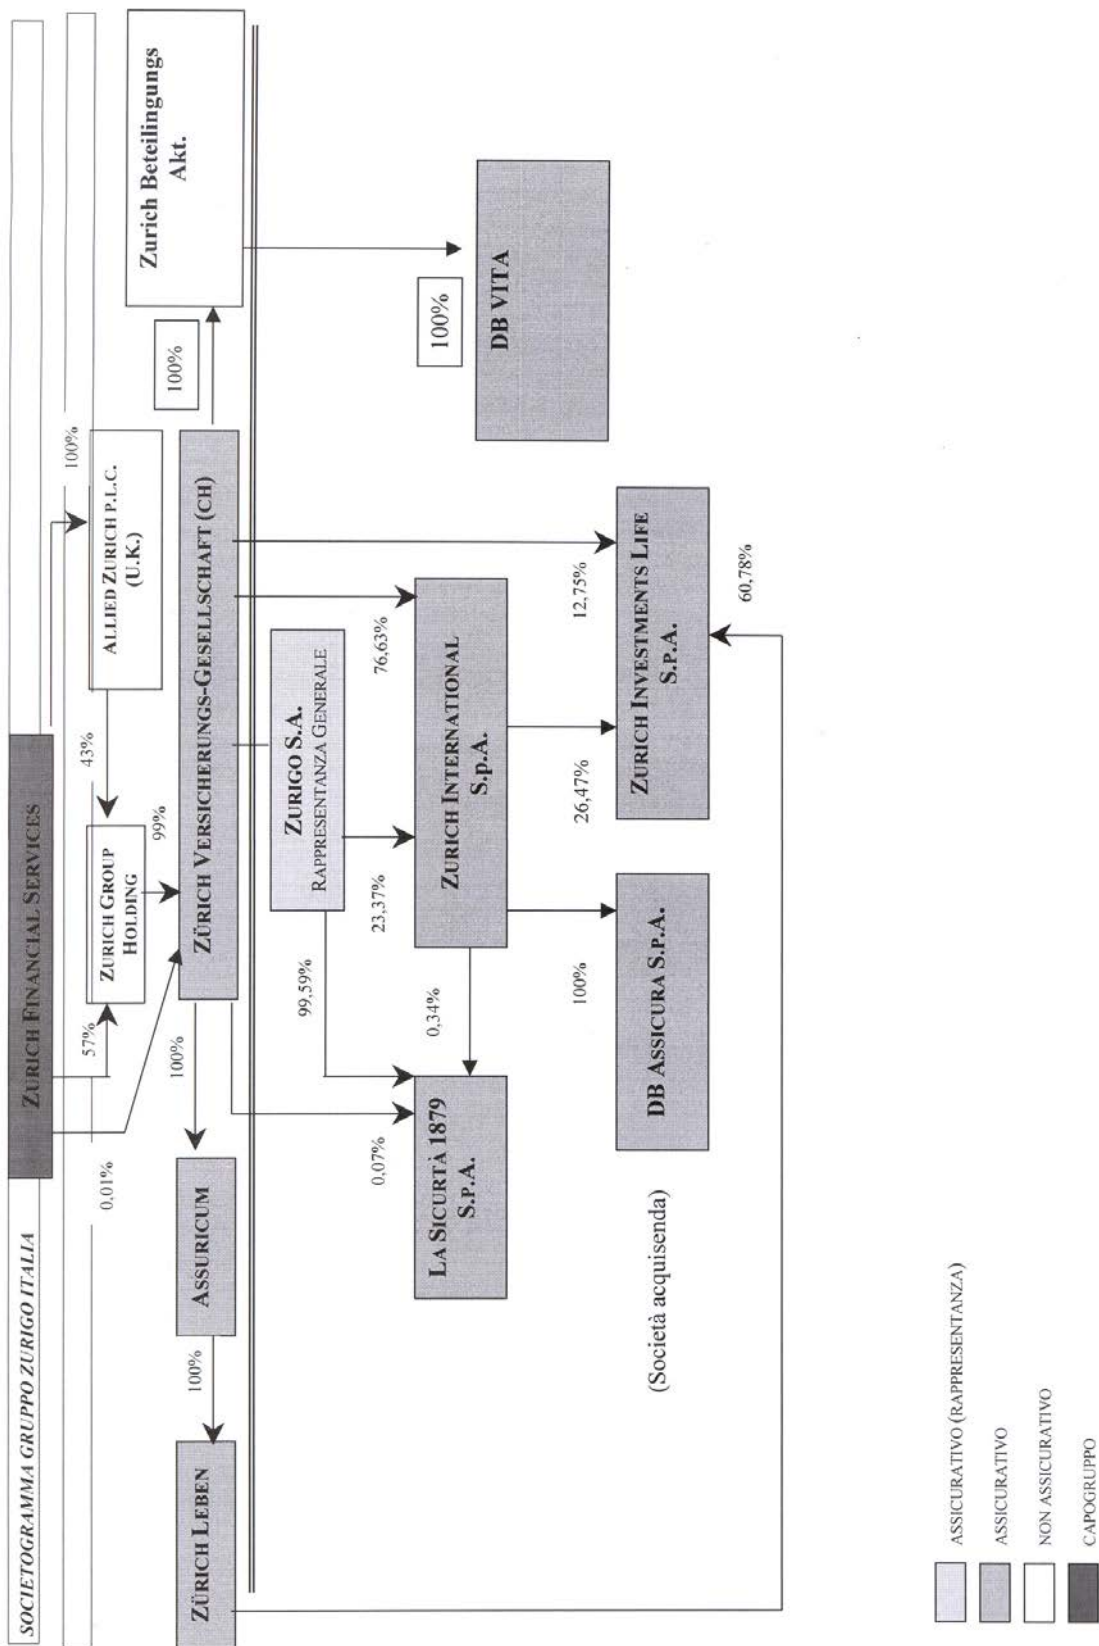 SOCIETOGRAMMA GRUPPO ZURIGO ITALIA
ZURICH FINANCIAL SERVICES
0,01%
57%
43%
100%
ZURICH GROUP
HOLDING
ALLIED ZURICH P.L.C.
(U.K.)
99%
ZÜRICH LEBEN
100%
ASSURICUM
100%
ZÜRICH VERSICHERUNGS-GESELLSCHAFT (CH)
100%
Zurich Beteilingungs
Akt.
ZURIGO S.A.
RAPPRESENTANZA GENERALE
99,59%
0,07%
23,37%
76,63%
LA SICURTÀ 1879
S.P.A.
0,34%
ZURICH INTERNATIONAL
S.p.A.
100%
DB VITA
100%
26,47%
12,75%
(Società acquisenda)
DB ASSICURA S.P.A.
ZURICH INVESTMENTS LIFE
S.P.A.
60,78%
ASSICURATIVO (RAPPRESENTANZA)
ASSICURATIVO
NON ASSICURATIVO
CAPOGRUPPO